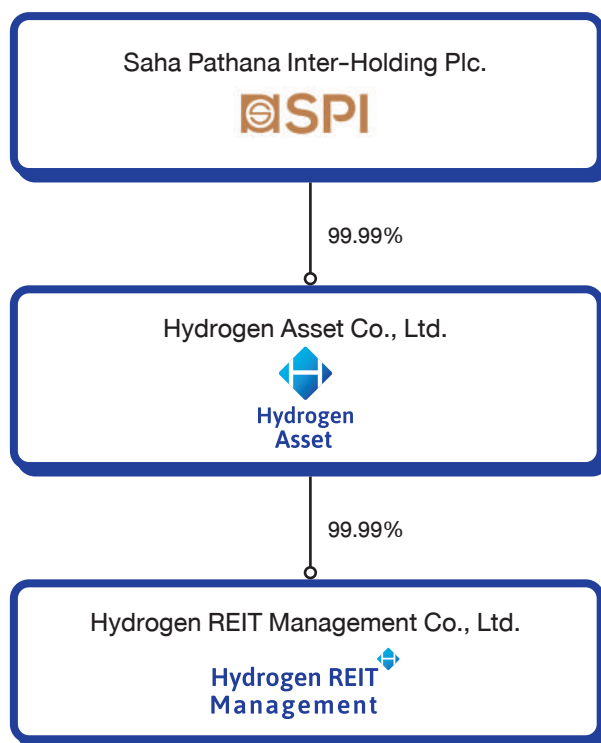 Saha Pathana Inter-Holding Plc.
SPI
99.99%
Hydrogen Asset Co., Ltd.
Hydrogen
Asset
99.99%
Hydrogen REIT Management Co., Ltd.
Hydrogen REIT
Management